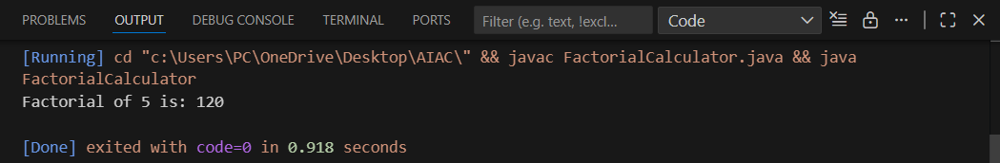 PROBLEMS OUTPUT DEBUG CONSOLE TERMINAL PORTS Filter (e.g. text, !excl... Code
[Running] cd "c:\Users\PC\OneDrive\Desktop\AIAC\" && javac FactorialCalculator.java && java
FactorialCalculator
Factorial of 5 is: 120
[Done] exited with code=0 in 0.918 seconds